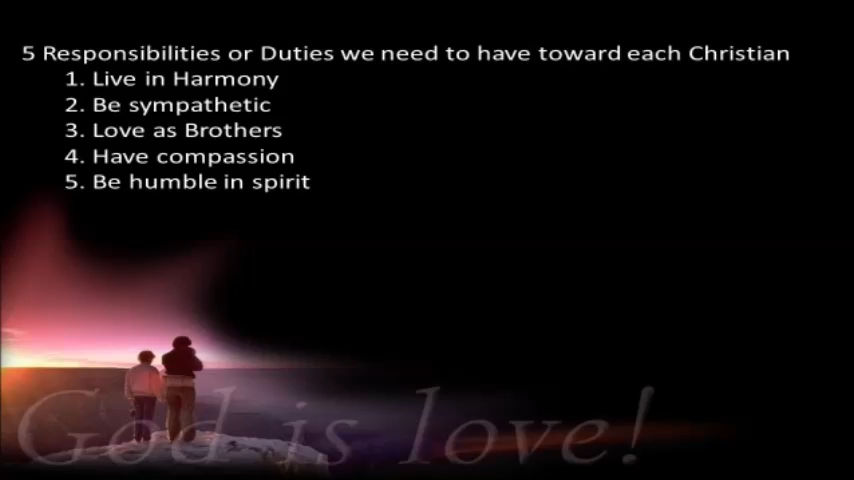 5 Responsibilities or Duties we need to have toward each Christian
1. Live in Harmony
2. Be sympathetic
3. Love as Brothers
4. Have compassion
5. Be humble in spirit
God is love!